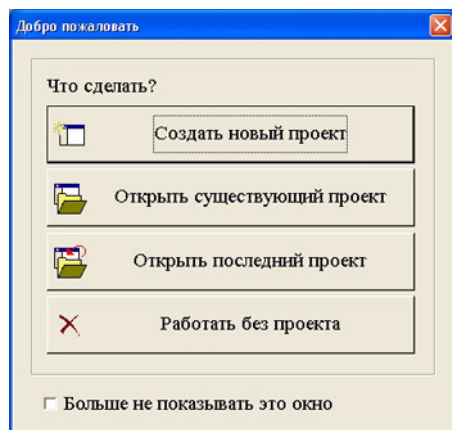 Добро пожаловать
Что сделать?
Создать новый проект
Открыть существующий проект
Открыть последний проект
Работать без проекта
Больше не показывать это окно